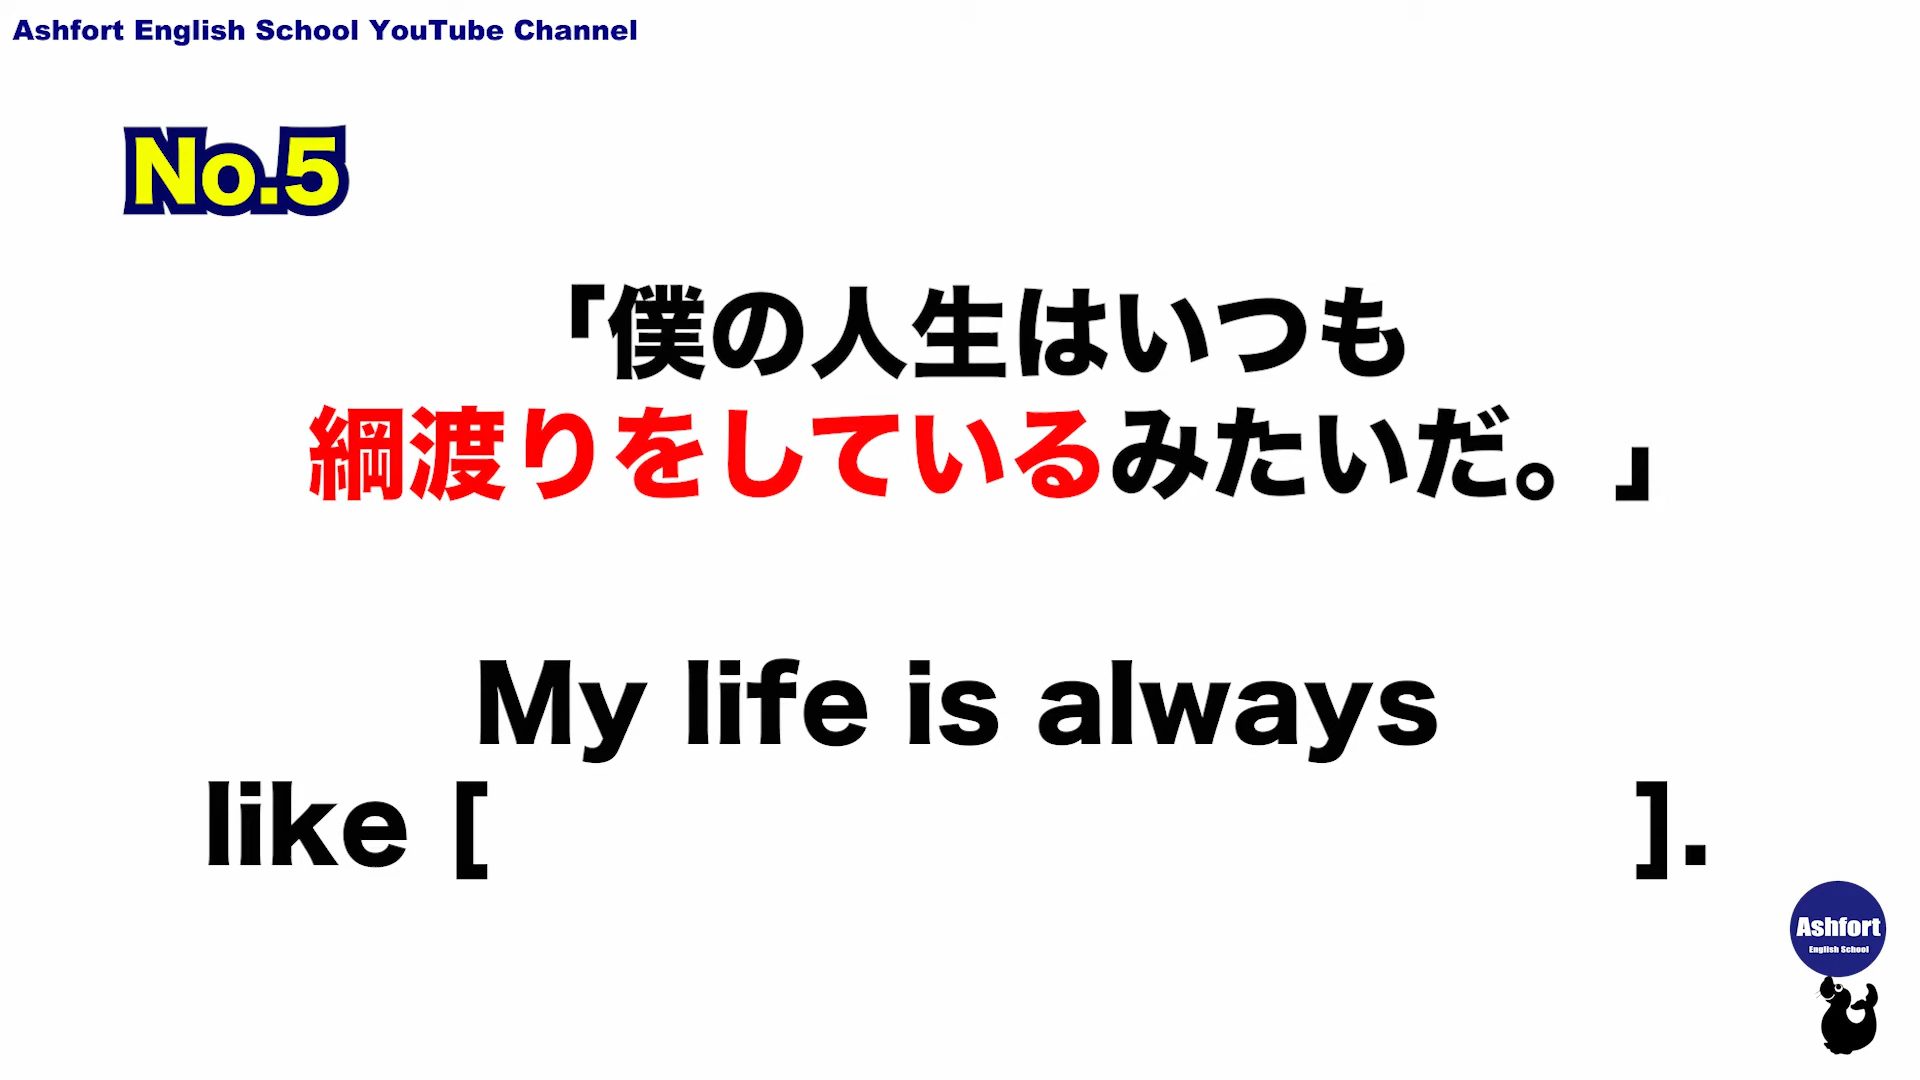 Ashfort English School YouTube Channel
No.5
「僕の人生はいつも
綱渡りをしているみたいだ。」
My life is always
like [ ].
Ashfort
English School